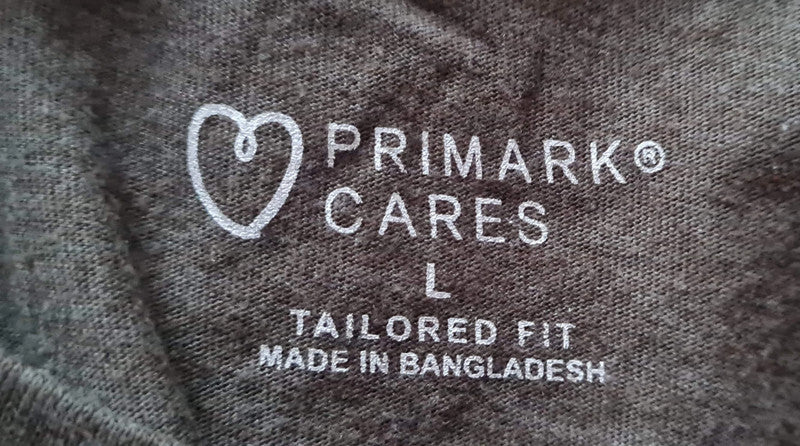 PRIMARK®
CARES
L
TAILORED FIT
MADE IN BANGLADESH